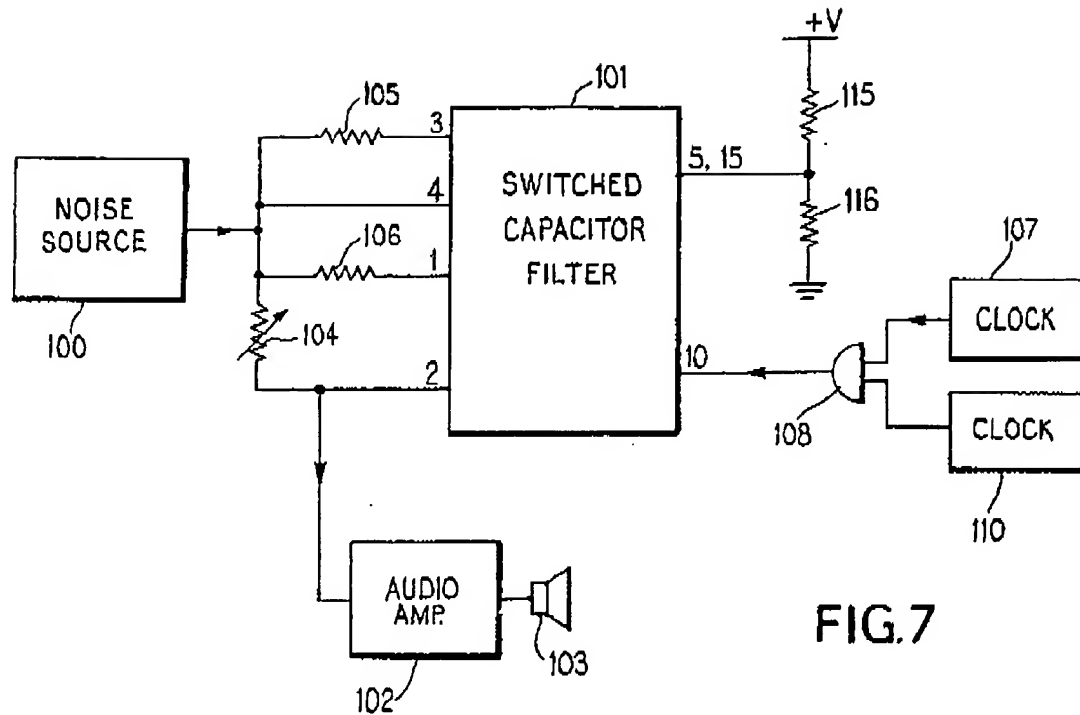 +V
101
105
3
115
5, 15
NOISE
SOURCE
4
SWITCHED
CAPACITOR
FILTER
116
106
1
107
CLOCK
100
104
2
10
108
CLOCK
110
AUDIO
AMP.
103
102
FIG.7